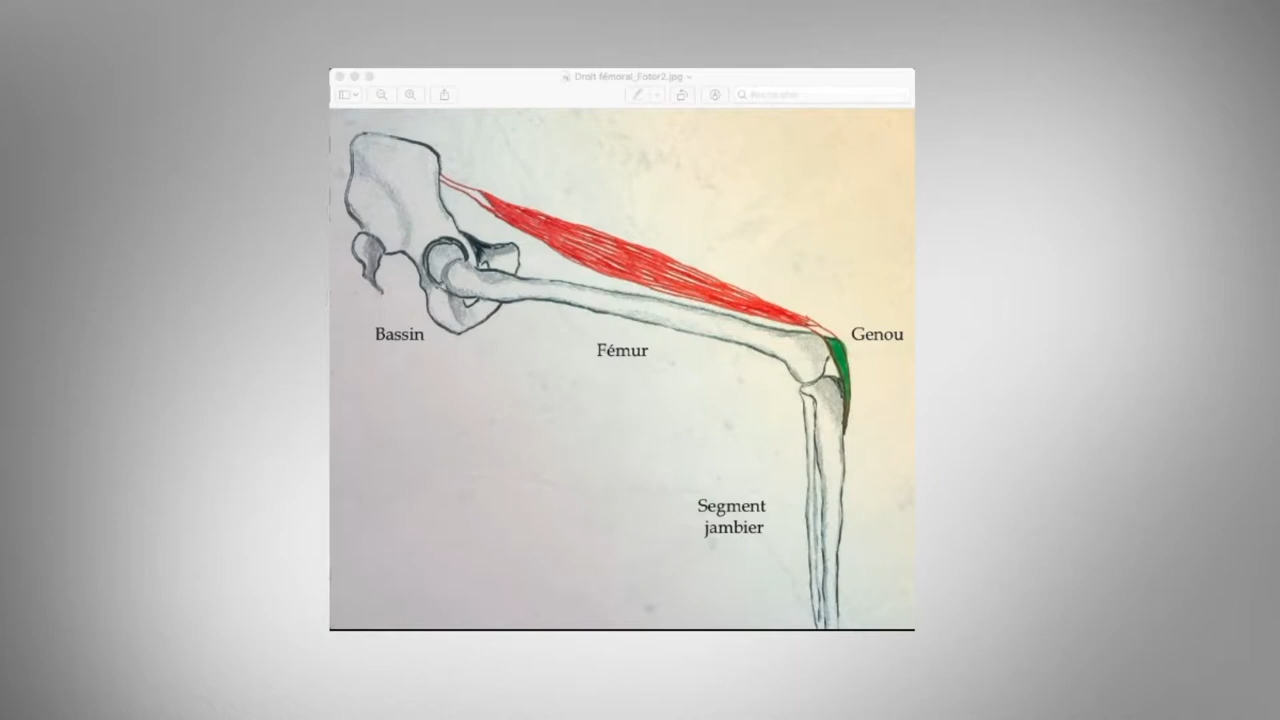 Droit fémoral_Fotor2.jpg
Bassin
Fémur
Genou
Segment
jambier